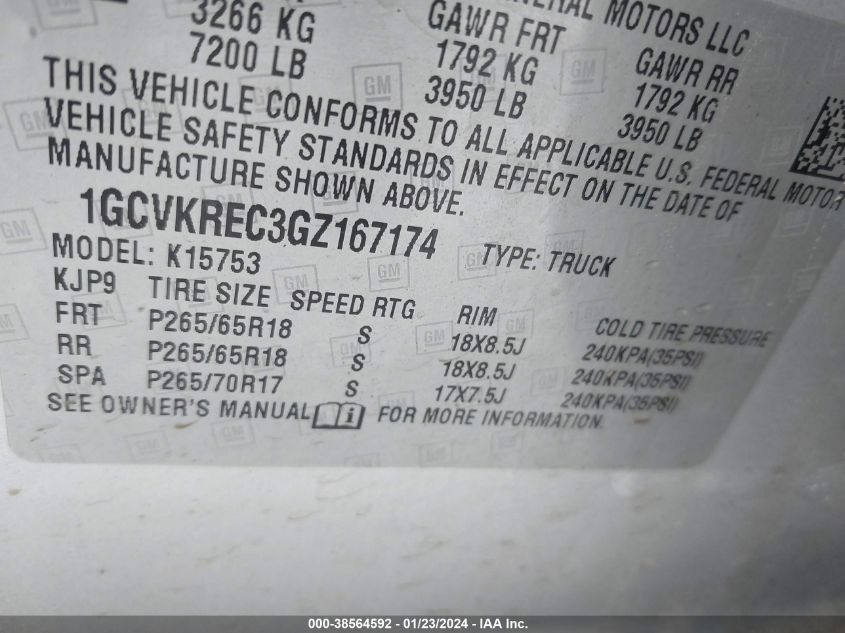 GENERAL MOTORS LLC
3266 KG GAWR FRT GAWR RR
7200 LB 1792 KG 1792 KG
3950 LB 3950 LB
THIS VEHICLE CONFORMS TO ALL APPLICABLE U.S. FEDERAL MOTOR
VEHICLE SAFETY STANDARDS IN EFFECT ON THE DATE OF
MANUFACTURE SHOWN ABOVE.
1GCVKREC3GZ167174 TYPE: TRUCK
MODEL: K15753
KJP9 TIRE SIZE SPEED RTG RIM COLD TIRE PRESSURE
FRT P265/65R18 S 18X8.5J 240KPA(35PSI)
RR P265/65R18 S 18X8.5J 240KPA(35PSI)
SPA P265/70R17 S 17X7.5J 240KPA(35PSI)
SEE OWNER'S MANUAL FOR MORE INFORMATION.
000-38564592 - 01/23/2024 - IAA Inc.